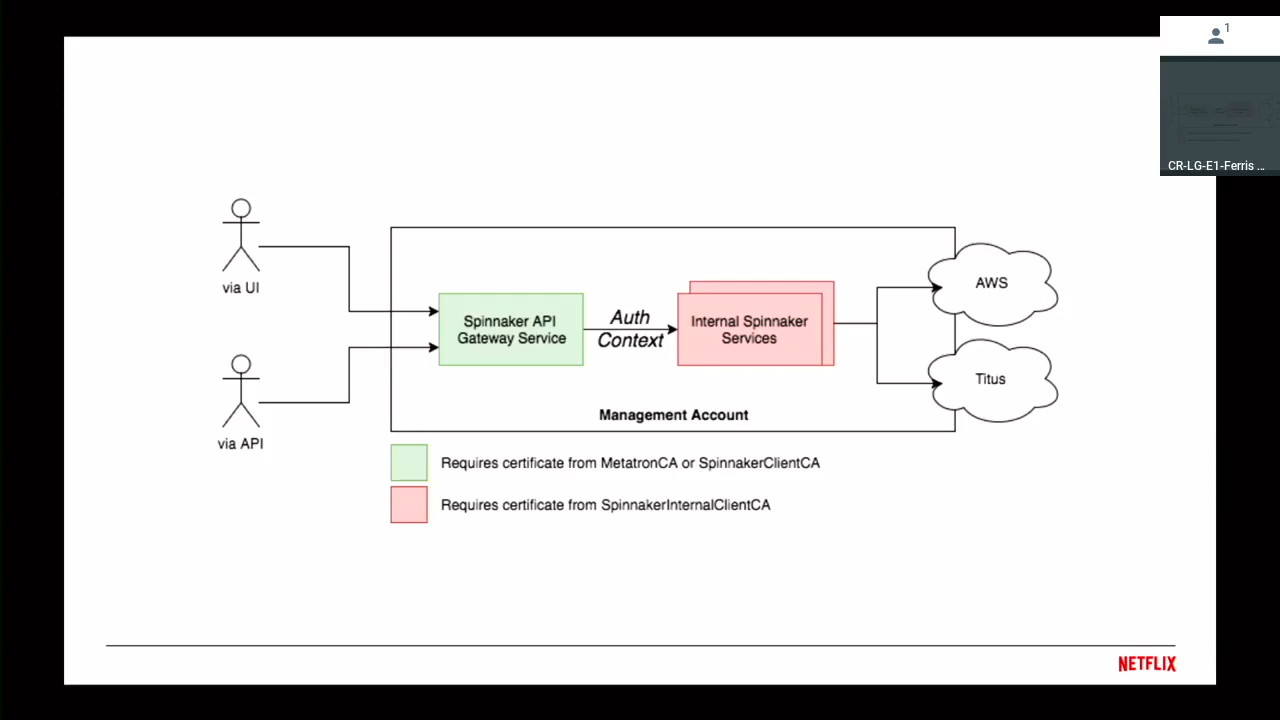 1
CR-LG-E1-Ferris ...
via UI
via API
Spinnaker API
Gateway Service
Auth
Context
Internal Spinnaker
Services
AWS
Titus
Management Account
Requires certificate from MetatronCA or SpinnakerClientCA
Requires certificate from SpinnakerInternalClientCA
NETFLIX